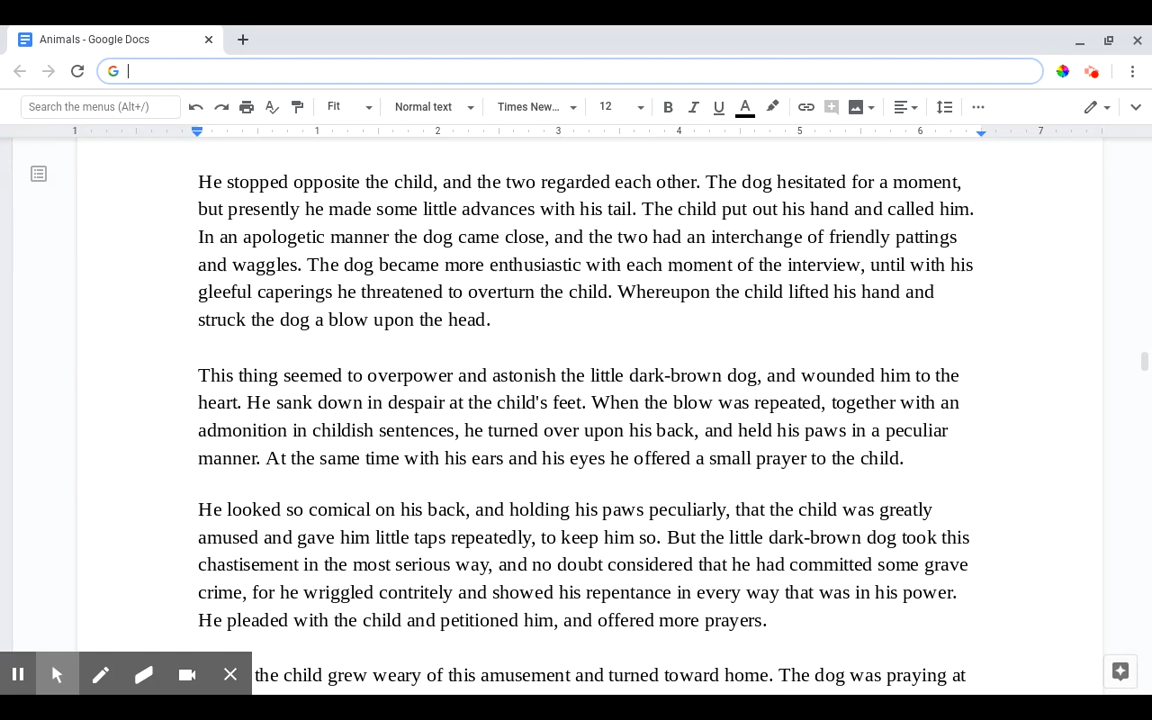 Animals - Google Docs
Search the menus (Alt+/)
Fit
Normal text
Times New...
12
1 1 2 3 4 5 6 7
He stopped opposite the child, and the two regarded each other. The dog hesitated for a moment,
but presently he made some little advances with his tail. The child put out his hand and called him.
In an apologetic manner the dog came close, and the two had an interchange of friendly pattings
and waggles. The dog became more enthusiastic with each moment of the interview, until with his
gleeful caperings he threatened to overturn the child. Whereupon the child lifted his hand and
struck the dog a blow upon the head.
This thing seemed to overpower and astonish the little dark-brown dog, and wounded him to the
heart. He sank down in despair at the child's feet. When the blow was repeated, together with an
admonition in childish sentences, he turned over upon his back, and held his paws in a peculiar
manner. At the same time with his ears and his eyes he offered a small prayer to the child.
He looked so comical on his back, and holding his paws peculiarly, that the child was greatly
amused and gave him little taps repeatedly, to keep him so. But the little dark-brown dog took this
chastisement in the most serious way, and no doubt considered that he had committed some grave
crime, for he wriggled contritely and showed his repentance in every way that was in his power.
He pleaded with the child and petitioned him, and offered more prayers.
the child grew weary of this amusement and turned toward home. The dog was praying at